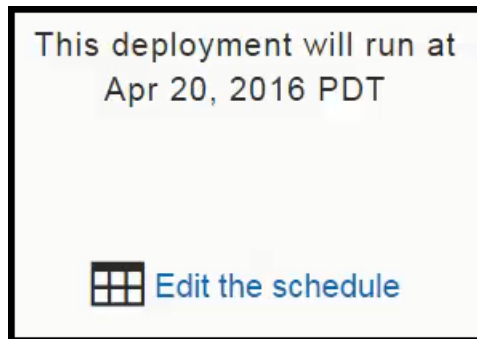 This deployment will run at
Apr 20, 2016 PDT
Edit the schedule